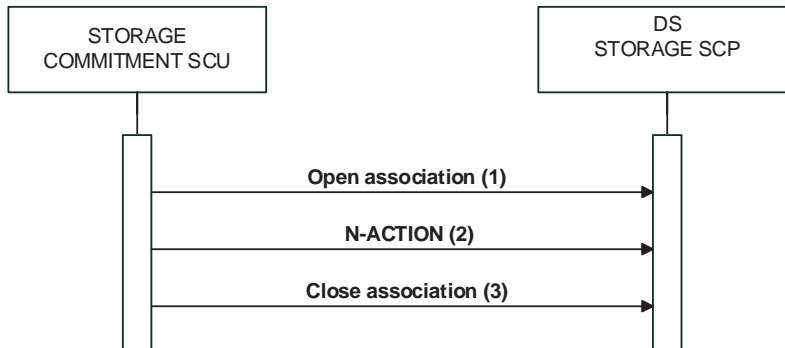 STORAGE
COMMITMENT SCU
DS
STORAGE SCP
Open association (1)
N-ACTION (2)
Close association (3)